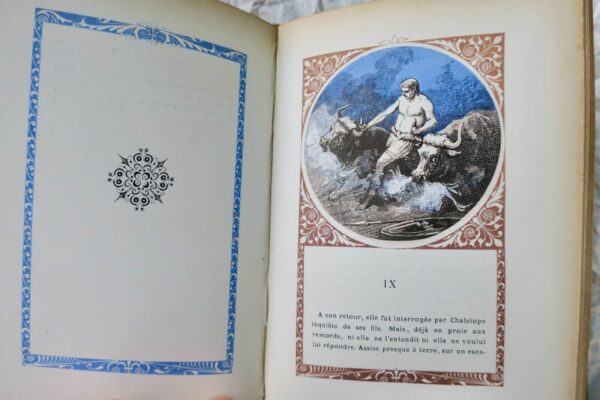 IX
A son retour, elle fut interrogée par Chalciope
inquiète de ses fils. Mais, déjà en proie aux
remords, ni elle ne l'entendit ni elle ne voulut
lui répondre. Assise presque à terre, sur un esca-